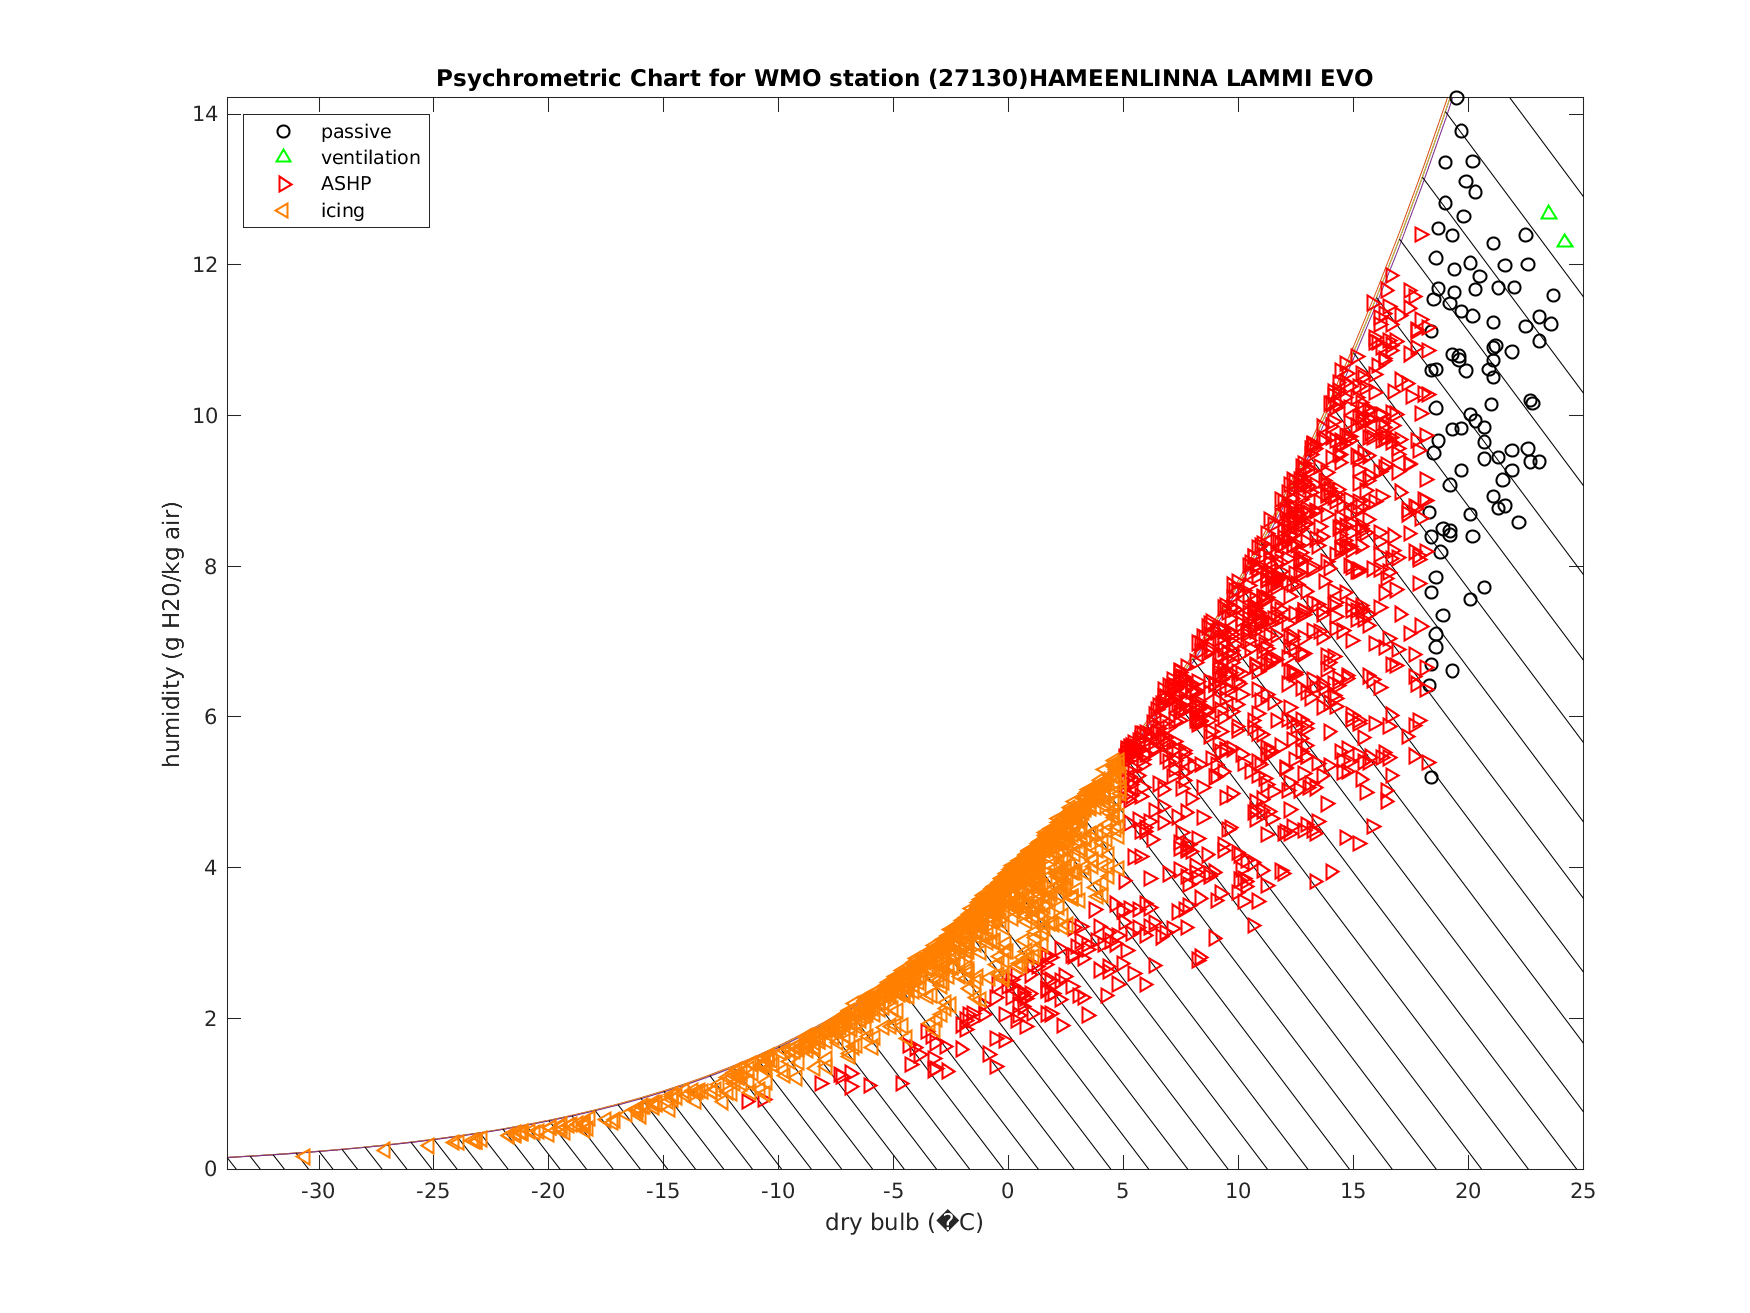 Psychrometric Chart for WMO station (27130)HAMEENLINNA LAMMI EVO
passive
ventilation
ASHP
icing
humidity (g H20/kg air)
14
12
10
8
6
4
2
0
-30 -25 -20 -15 -10 -5 0 5 10 15 20 25
dry bulb (�C)